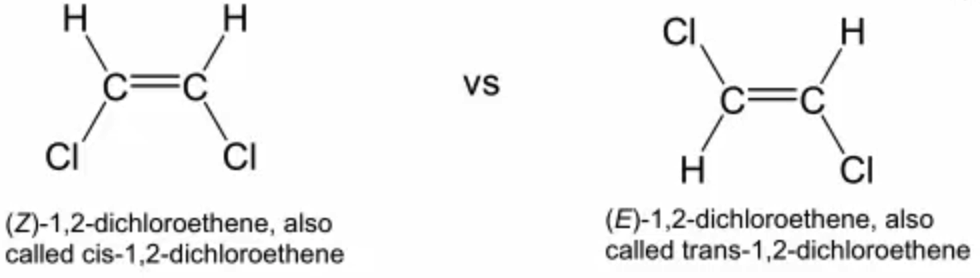 H H Cl H
C C vs C C
Cl Cl H Cl
(Z)-1,2-dichloroethene, also
called cis-1,2-dichloroethene
(E)-1,2-dichloroethene, also
called trans-1,2-dichloroethene